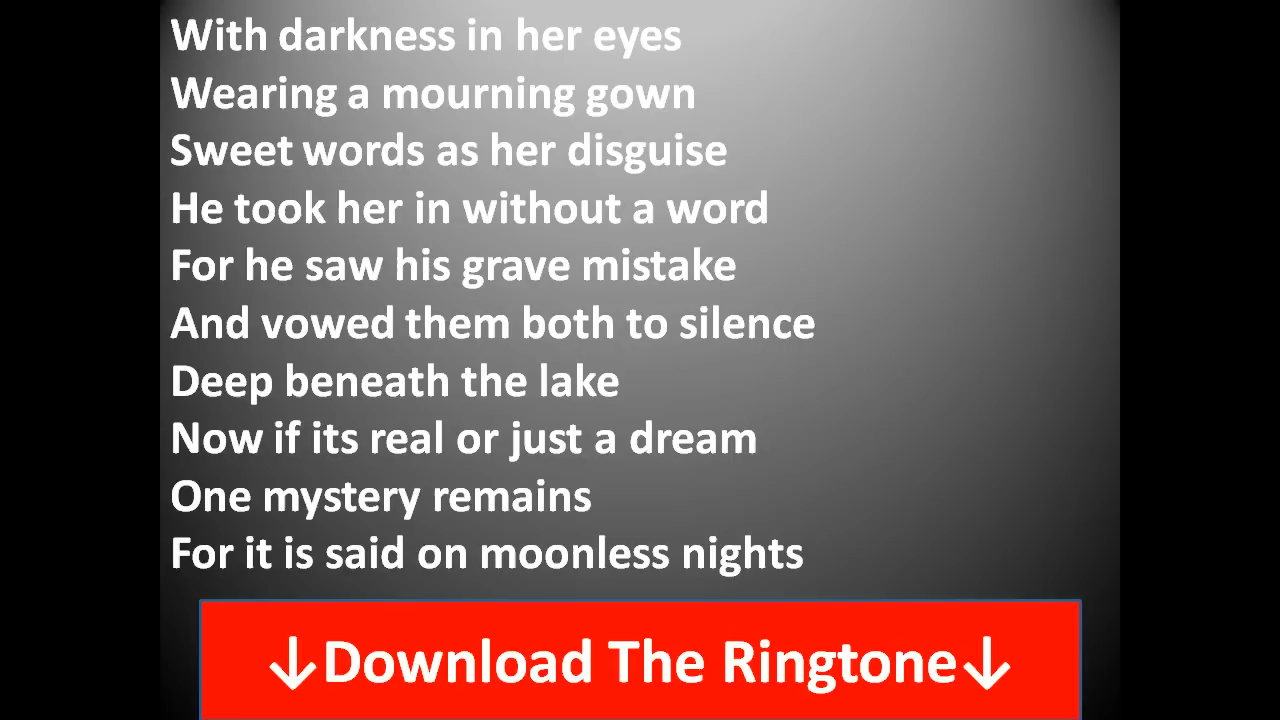 With darkness in her eyes
Wearing a mourning gown
Sweet words as her disguise
He took her in without a word
For he saw his grave mistake
And vowed them both to silence
Deep beneath the lake
Now if its real or just a dream
One mystery remains
For it is said on moonless nights
↓Download The Ringtone↓